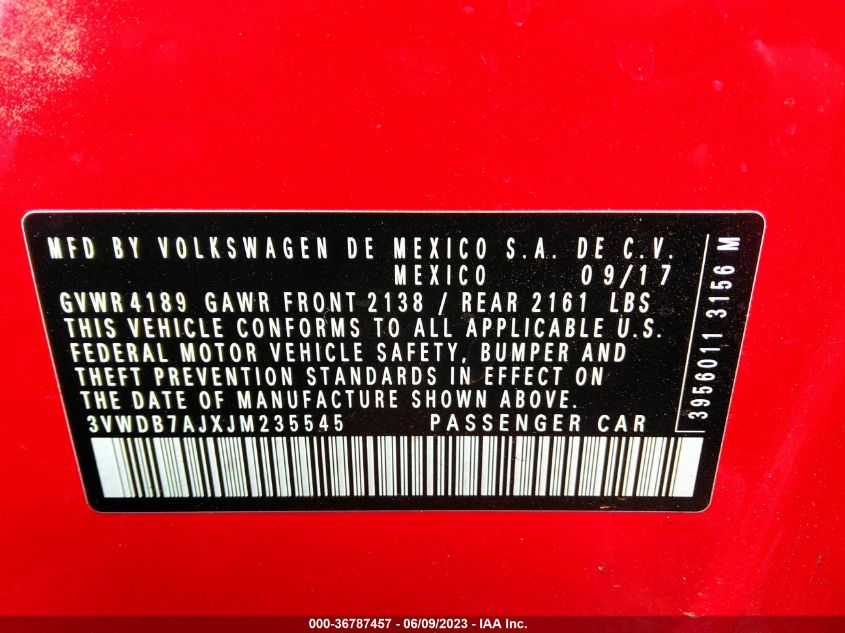 MFD BY VOLKSWAGEN DE MEXICO S.A. DE C.V.
MEXICO 09/17
GVWR 4189 GAWR FRONT 2138 / REAR 2161 LBS
THIS VEHICLE CONFORMS TO ALL APPLICABLE U.S.
FEDERAL MOTOR VEHICLE SAFETY, BUMPER AND
THEFT PREVENTION STANDARDS IN EFFECT ON
THE DATE OF MANUFACTURE SHOWN ABOVE.
3VWDB7AJXJM235545 PASSENGER CAR
3956011 3156 M
000-36787457 - 06/09/2023 - IAA Inc.